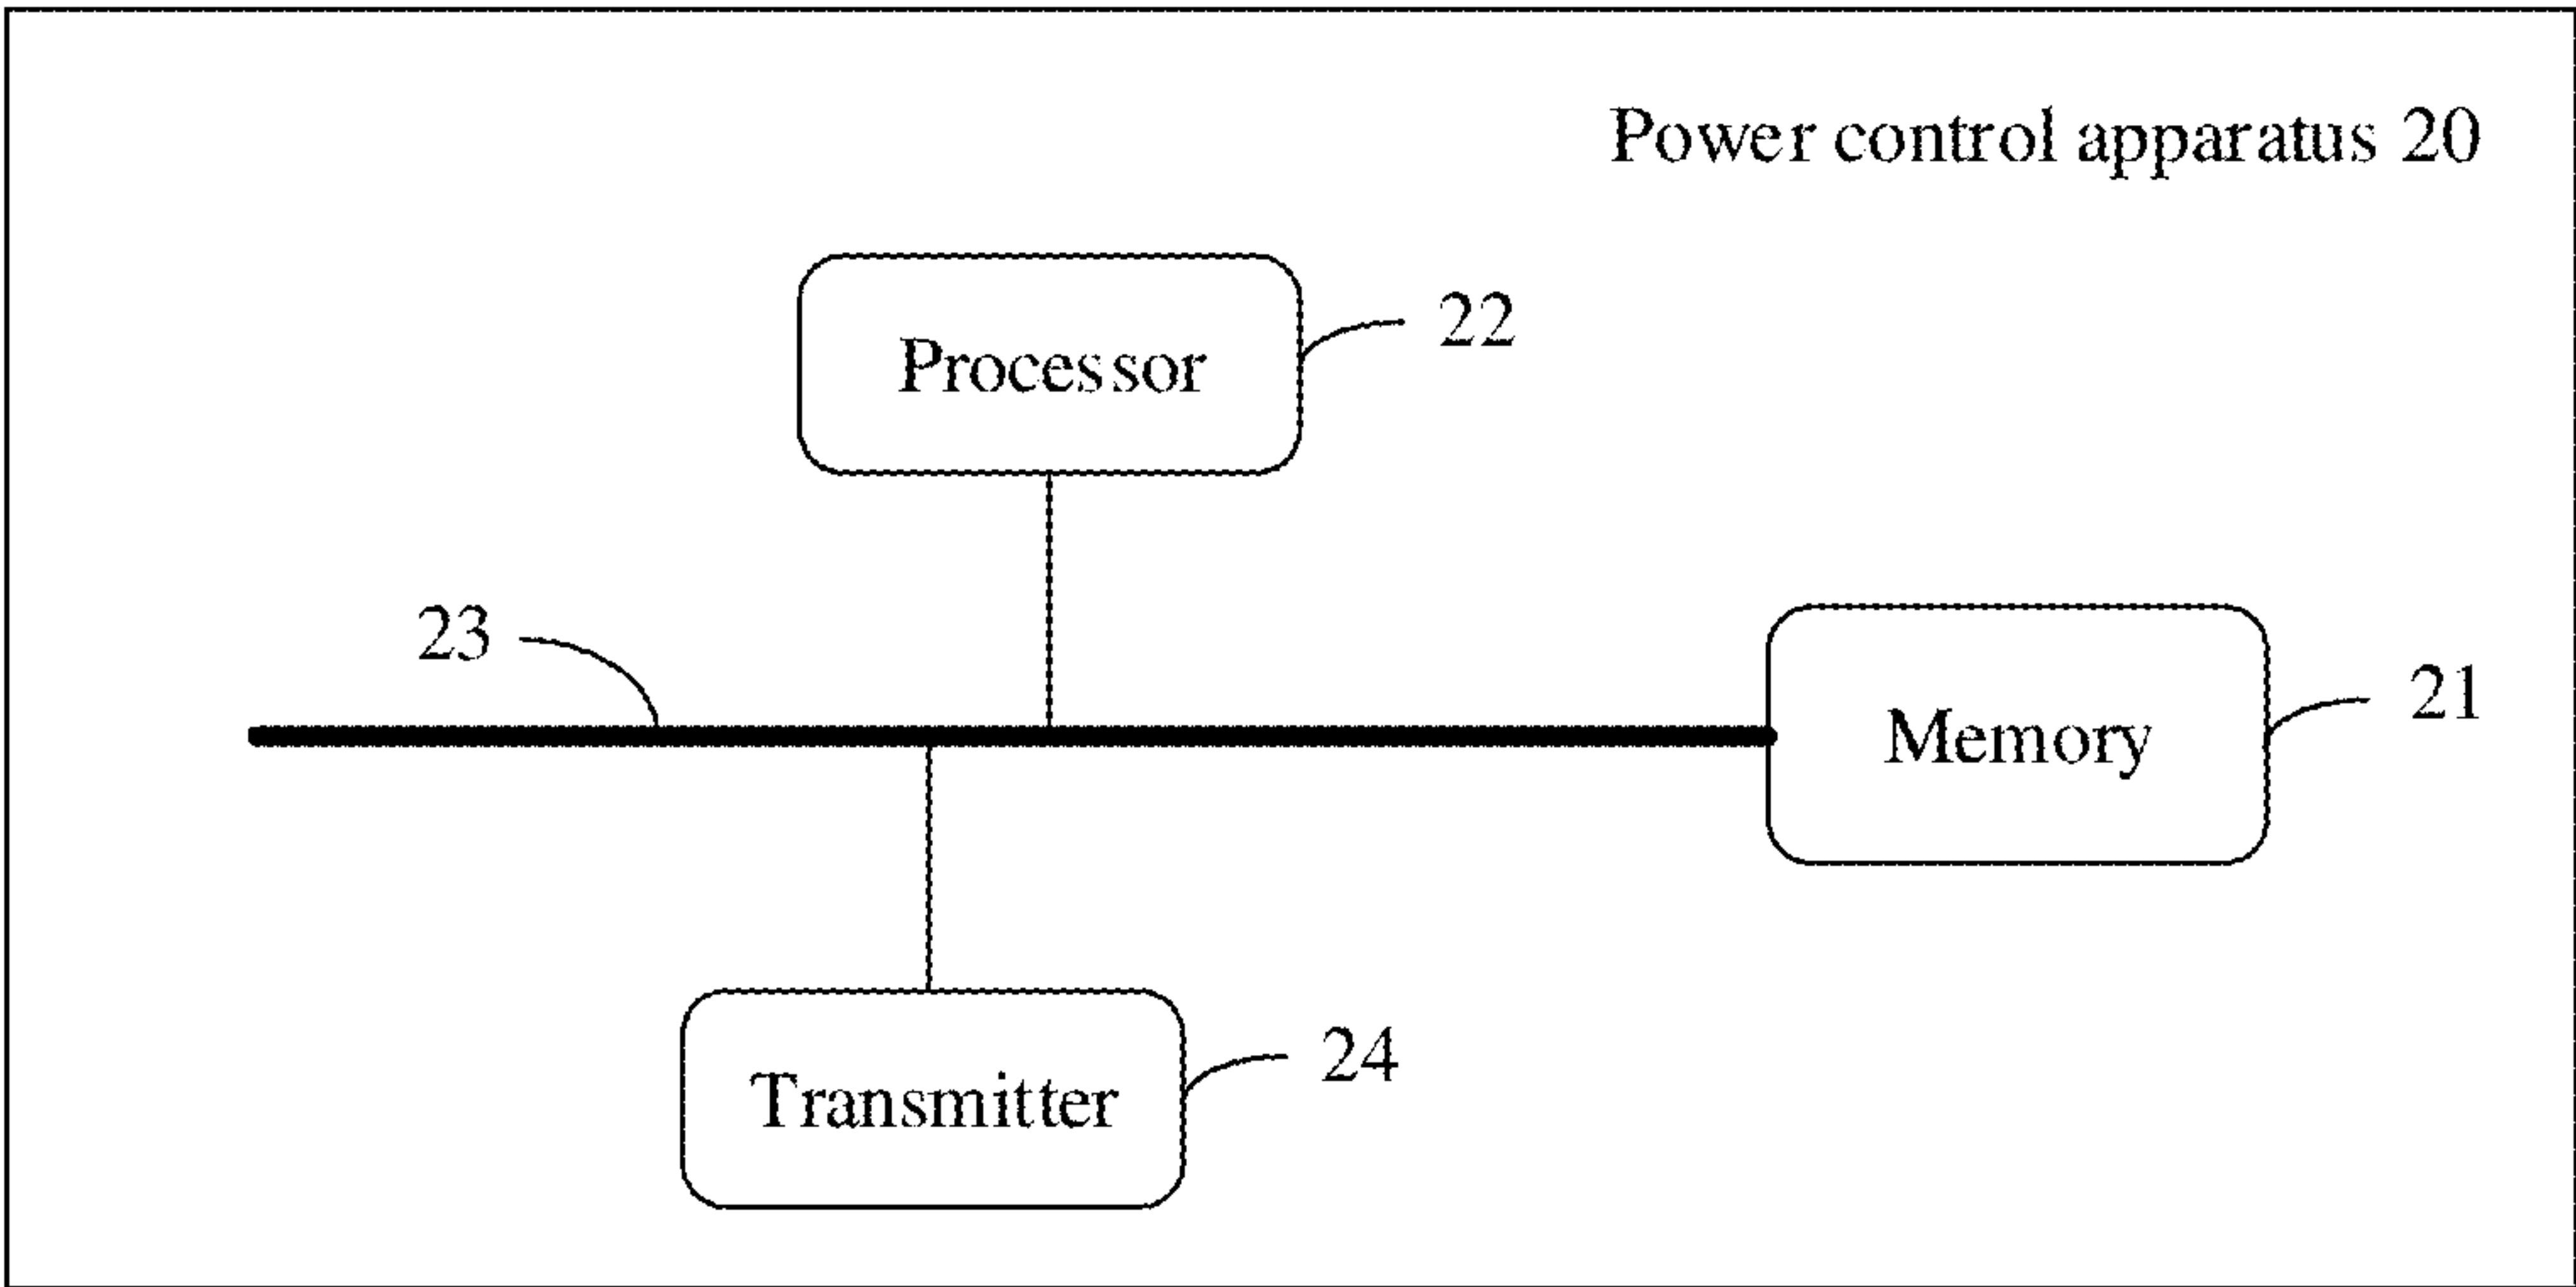 Power control apparatus 20
Processor
22
23
Memory
21
Transmitter
24